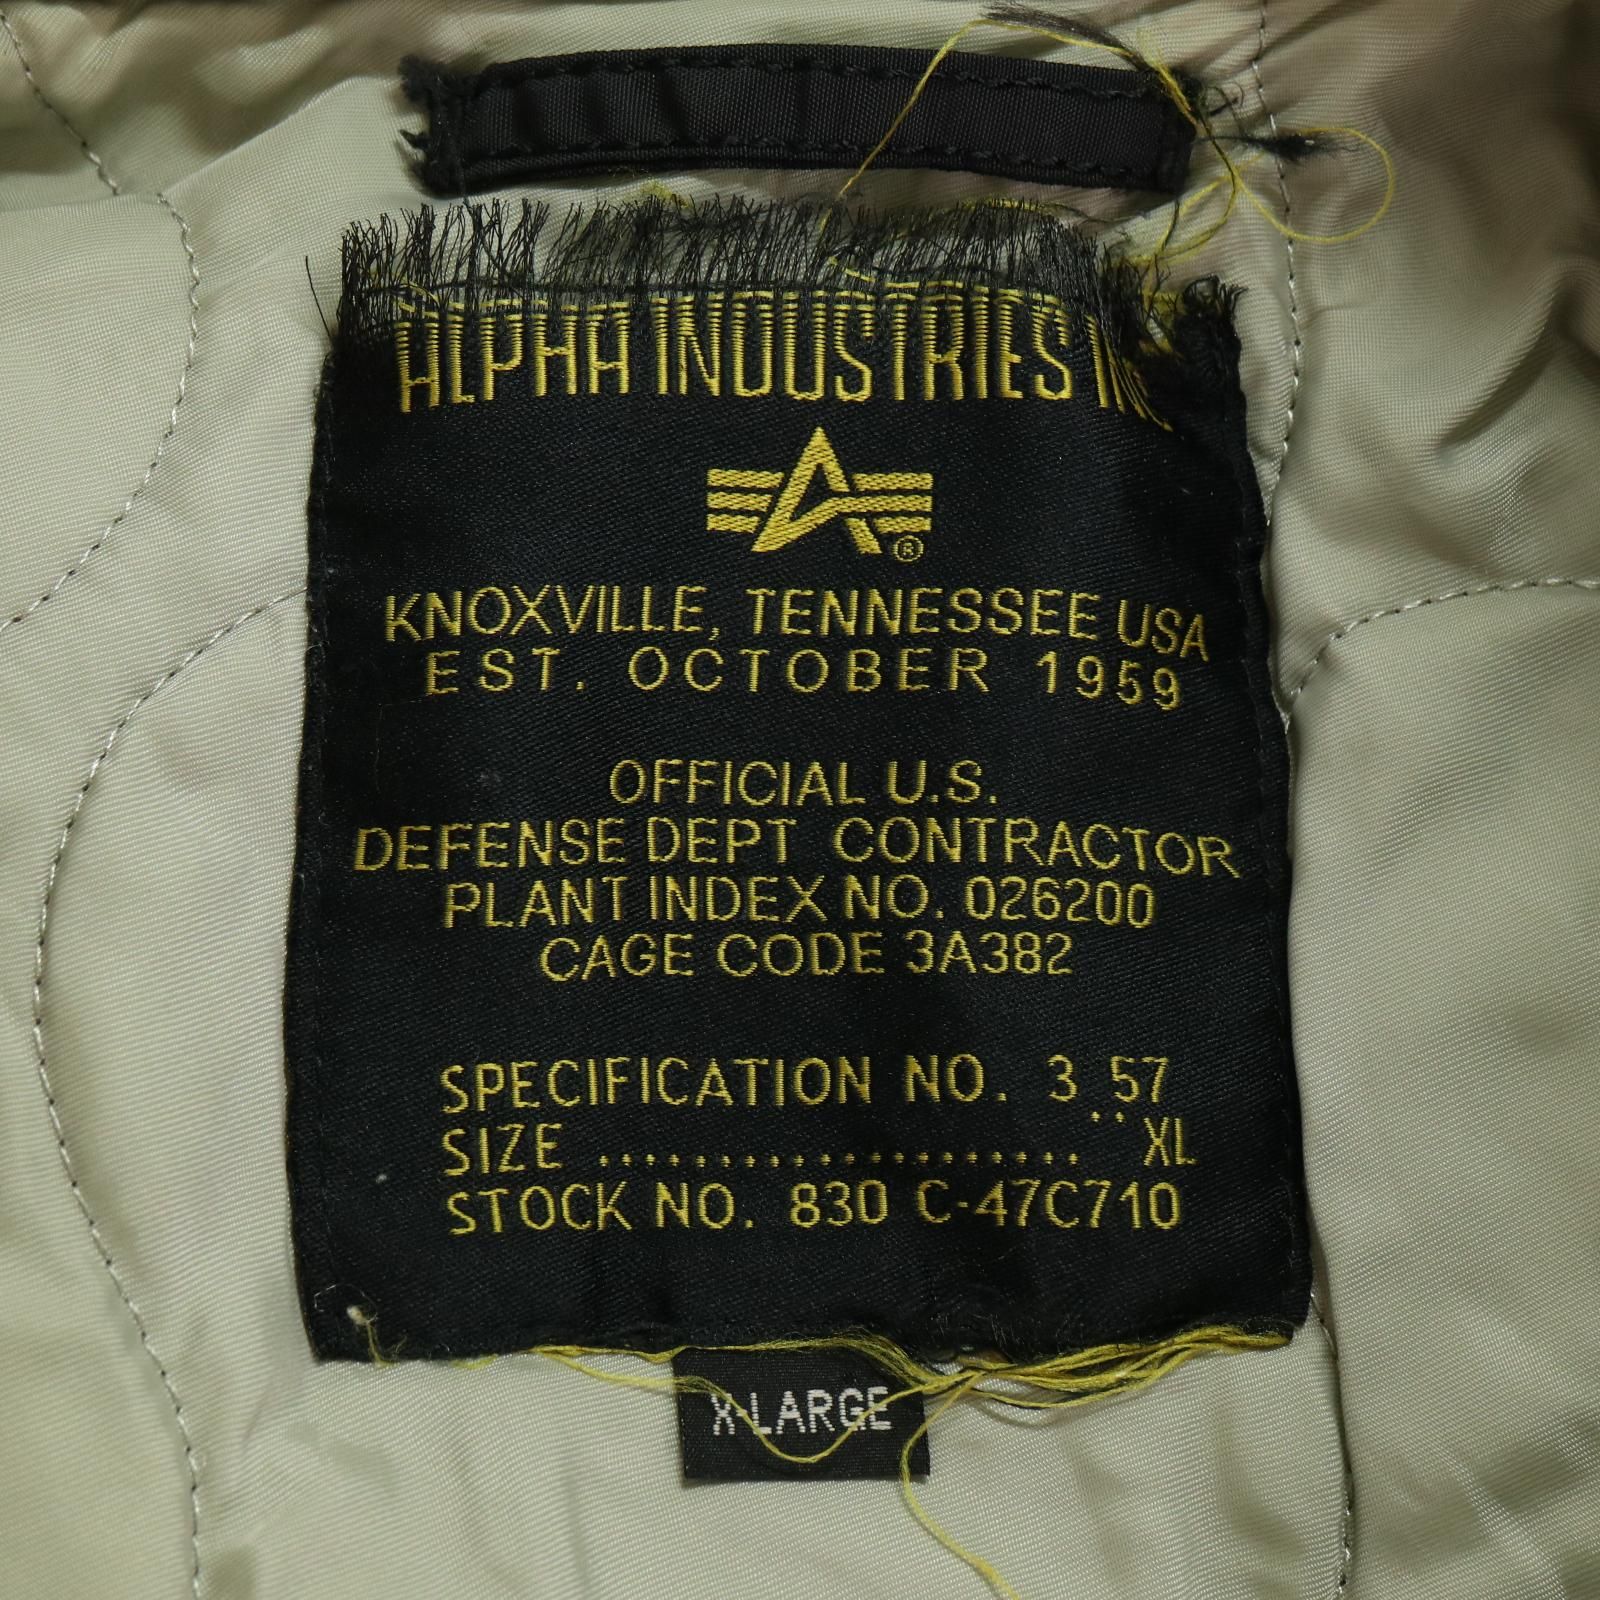 ALPHA INDUSTRIES
®
KNOXVILLE, TENNESSEE USA
EST. OCTOBER 1959
OFFICIAL U.S.
DEFENSE DEPT CONTRACTOR
PLANT INDEX NO. 026200
CAGE CODE 3A382
SPECIFICATION NO. 3 57
SIZE ..................... XL
STOCK NO. 830 C-47C710
X-LARGE